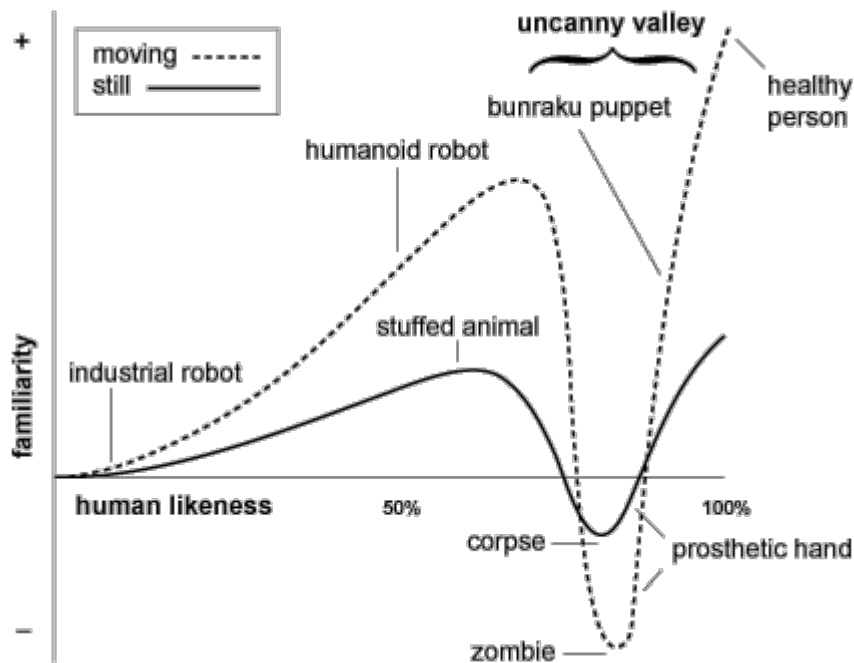 +
moving
still
uncanny valley
bunraku puppet
healthy
person
humanoid robot
stuffed animal
industrial robot
familiarity
human likeness
50%
100%
corpse
prosthetic hand
–
zombie